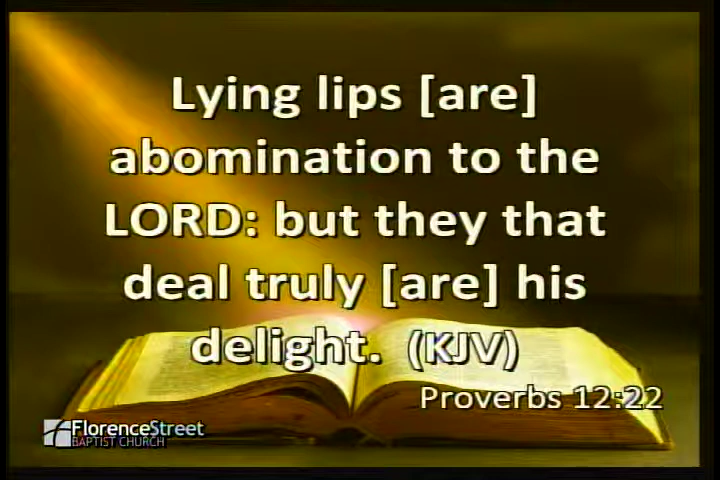 Lying lips [are]
abomination to the
LORD: but they that
deal truly [are] his
delight. (KJV)
Proverbs 12:22
FlorenceStreet
BAPTIST CHURCH